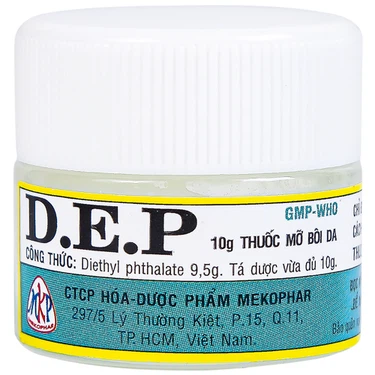 D.E.P
GMP-WHO
10g THUỐC MỠ BÔI DA
CÔNG THỨC: Diethyl phthalate 9,5g. Tá dược vừa đủ 10g.
CTCP HÓA-DƯỢC PHẨM MEKOPHAR
297/5 Lý Thường Kiệt, P.15, Q.11,
TP. HCM, Việt Nam.
MKP
MEKOPHAR